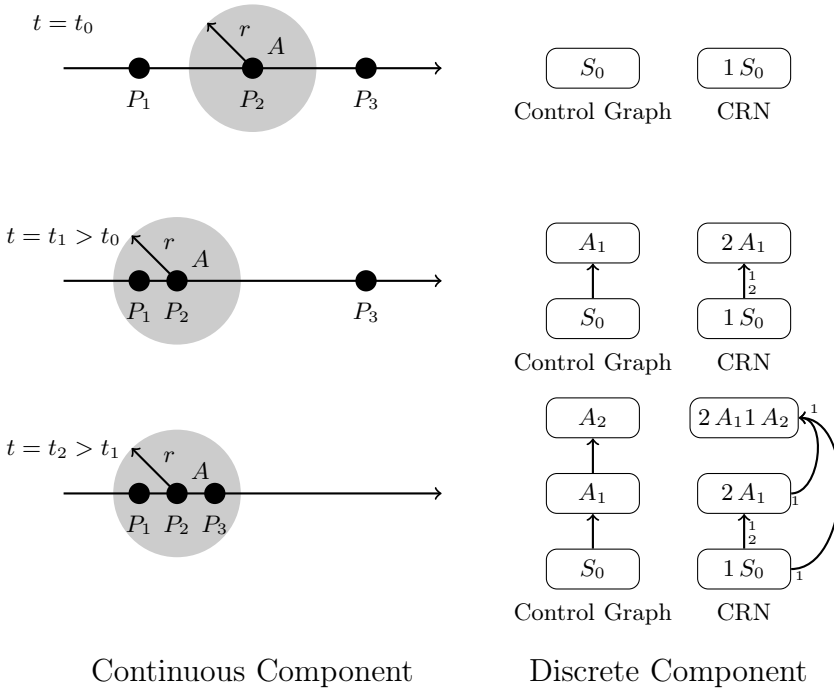 t = t₀
r
A
P₁ P₂ P₃
S₀ 1 S₀
Control Graph CRN
t = t₁ > t₀
r
A
P₁ P₂ P₃
A₁ 2 A₁
1
2
S₀ 1 S₀
Control Graph CRN
t = t₂ > t₁
r
A
P₁ P₂ P₃
A₂ 2 A₁1 A₂
1
A₁ 2 A₁
1
1
2
S₀ 1 S₀
1
Control Graph CRN
Continuous Component Discrete Component